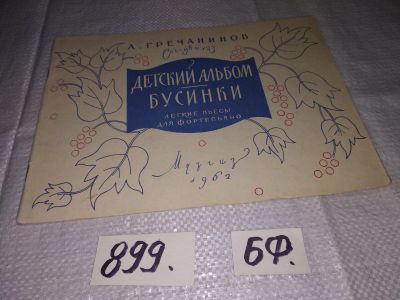 А. ГРЕЧАНИНОВ
ДЕТСКИЙ АЛЬБОМ
БУСИНКИ
ЛЕГКИЕ ПЬЕСЫ
ДЛЯ ФОРТЕПЬЯНО
Музгиз
1962
899.
БФ.